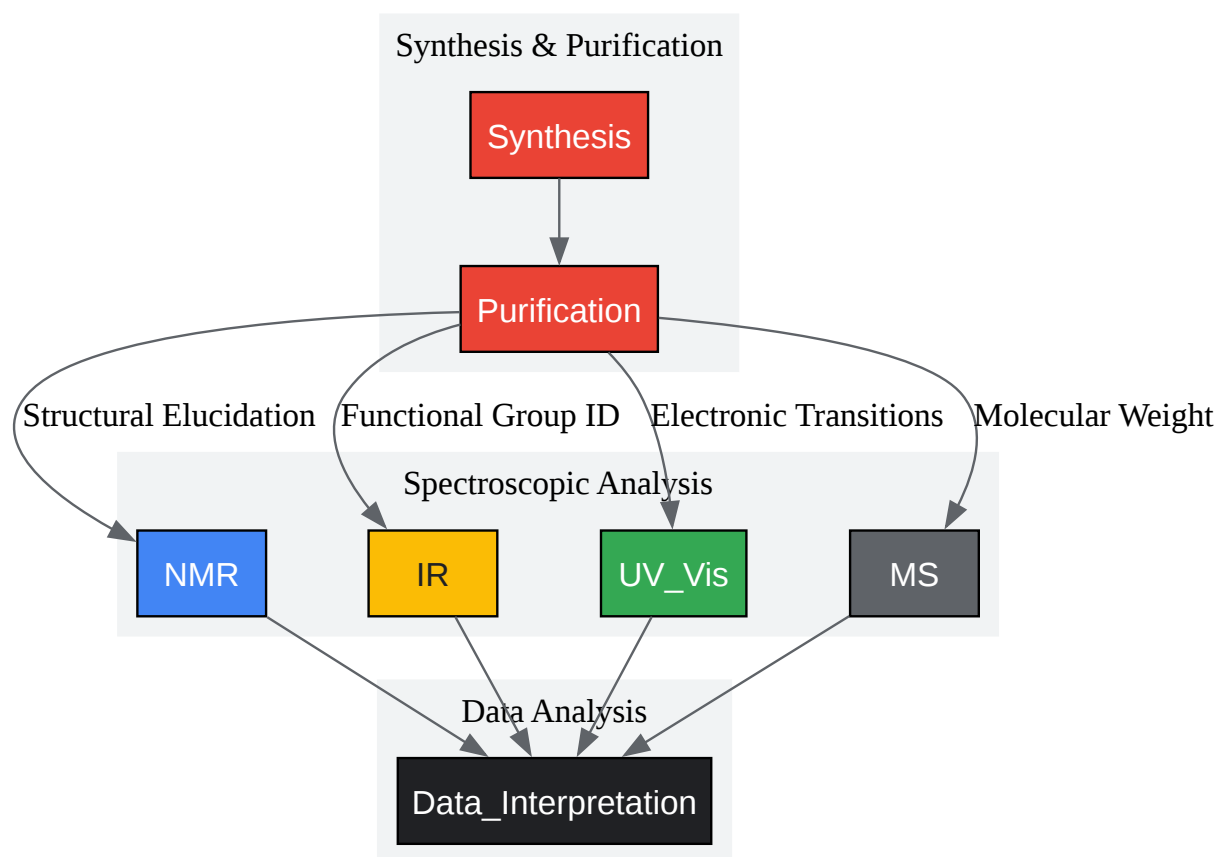 Synthesis & Purification
Synthesis
Purification
Structural Elucidation
Functional Group ID
Electronic Transitions
Molecular Weight
Spectroscopic Analysis
NMR
IR
UV_Vis
MS
Data Analysis
Data_Interpretation